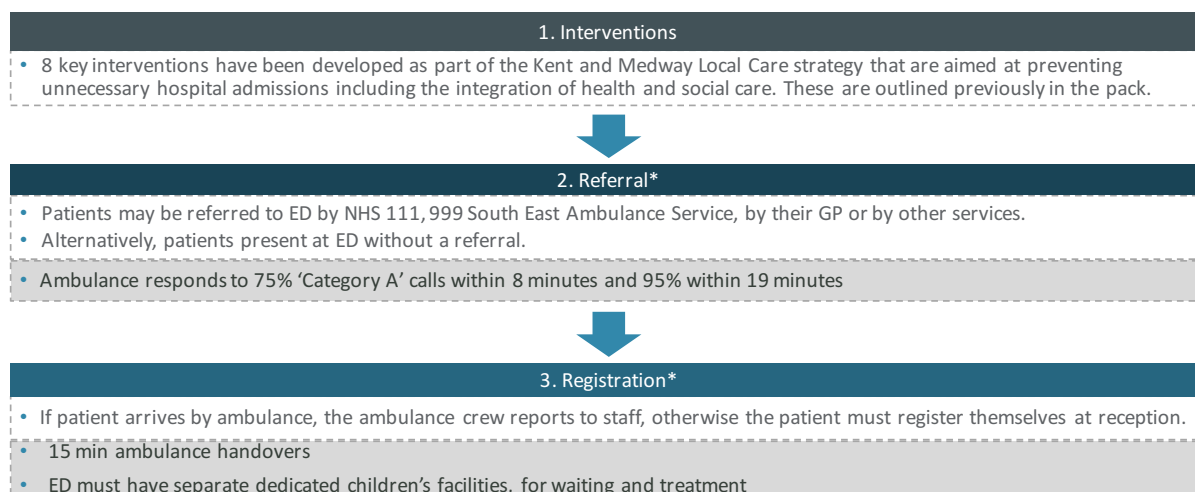 1. Interventions
• 8 key interventions have been developed as part of the Kent and Medway Local Care strategy that are aimed at preventing
unnecessary hospital admissions including the integration of health and social care. These are outlined previously in the pack.
2. Referral*
• Patients may be referred to ED by NHS 111, 999 South East Ambulance Service, by their GP or by other services.
• Alternatively, patients present at ED without a referral.
• Ambulance responds to 75% ‘Category A’ calls within 8 minutes and 95% within 19 minutes
3. Registration*
• If patient arrives by ambulance, the ambulance crew reports to staff, otherwise the patient must register themselves at reception.
• 15 min ambulance handovers
• ED must have separate dedicated children’s facilities, for waiting and treatment